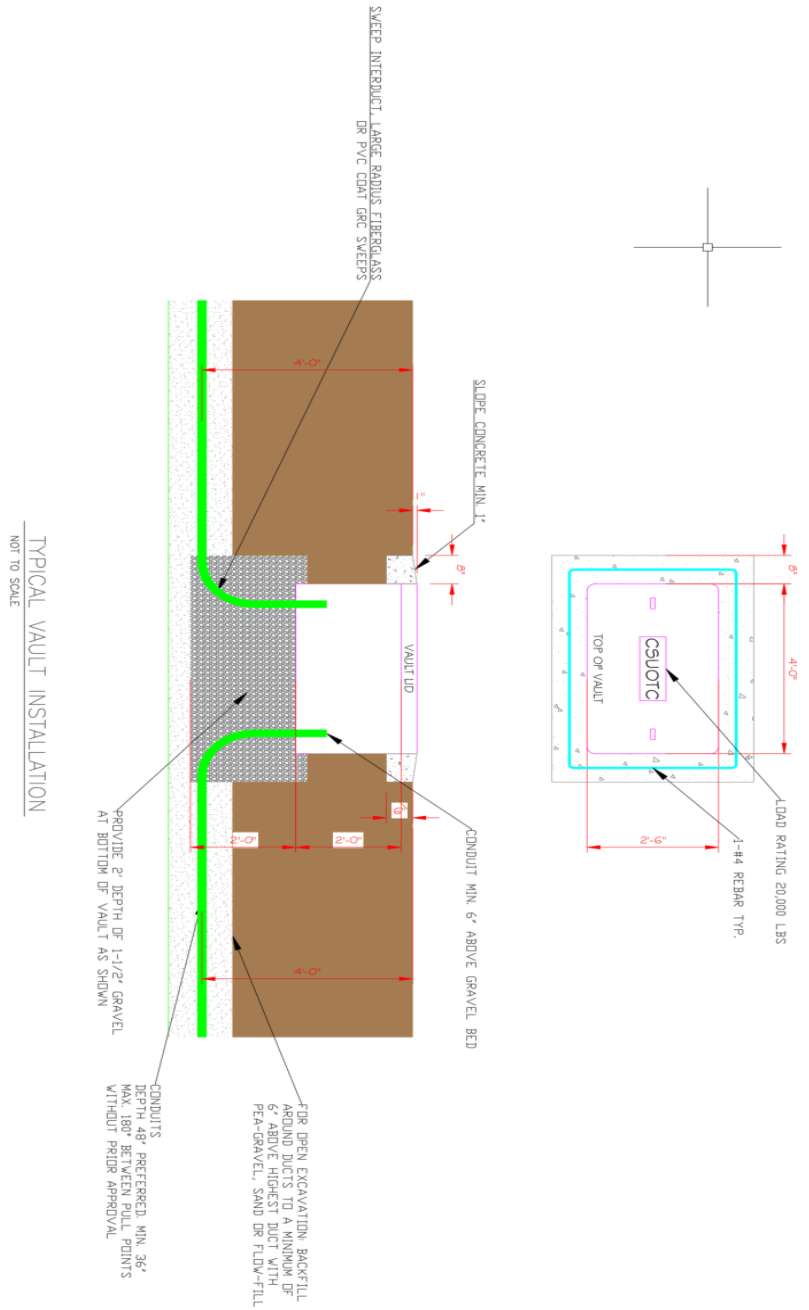 LOAD RATING 20,000 LBS
1-#4 REBAR TYP.
8"
4'-0"
2'-6"
CSUOTC
TOP OF VAULT
SLOPE CONCRETE MIN. 1"
1"
8"
VAULT LID
6"
CONDUIT MIN. 6" ABOVE GRAVEL BED
4'-0"
2'-0"
2'-0"
4'-0"
SWEEP INTERDUCT, LARGE RADIUS FIBERGLASS
OR PVC COAT GRC SWEEPS
FOR OPEN EXCAVATION: BACKFILL
AROUND DUCTS TO A MINIMUM OF
6" ABOVE HIGHEST DUCT WITH
PEA-GRAVEL, SAND OR FLOW-FILL
CONDUITS
DEPTH 48" PREFERRED. MIN. 36"
MAX. 180° BETWEEN PULL POINTS
WITHOUT PRIOR APPROVAL
PROVIDE 2' DEPTH OF 1-1/2" GRAVEL
AT BOTTOM OF VAULT AS SHOWN
TYPICAL VAULT INSTALLATION
NOT TO SCALE